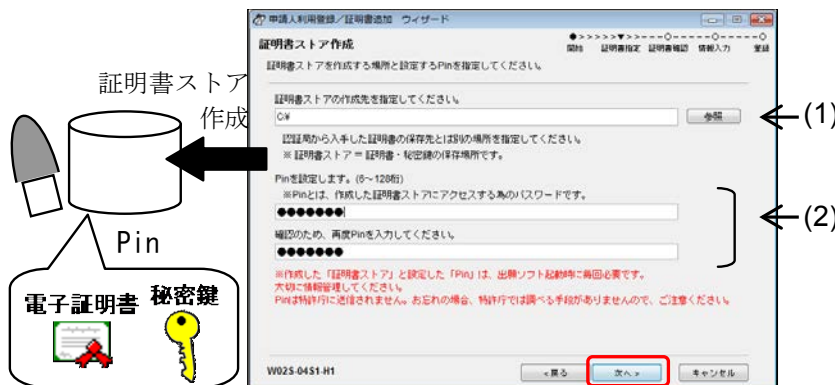 申請人利用登録/証明書追加 ウィザード
証明書ストア作成
開始 証明書指定 証明書確認 情報入力 登録
証明書ストアを作成する場所と設定するPinを指定してください。
証明書ストアの作成先を指定してください。
C:¥
参照
(1)
認証局から入手した証明書の保存先とは別の場所を指定してください。
※ 証明書ストア = 証明書・秘密鍵の保存場所です。
Pinを設定します。(6~128桁)
※Pinとは、作成した証明書ストアにアクセスする為のパスワードです。
●●●●●●●
(2)
確認のため、再度Pinを入力してください。
●●●●●●●
※作成した「証明書ストア」と設定した「Pin」は、出願ソフト起動時に毎回必要です。
大切に情報管理してください。
Pinは特許庁に送信されません。お忘れの場合、特許庁では調べる手段がありませんので、ご注意ください。
W02S-04S1-H1
<戻る
次へ>
キャンセル
証明書ストア
作成
Pin
電子証明書
秘密鍵